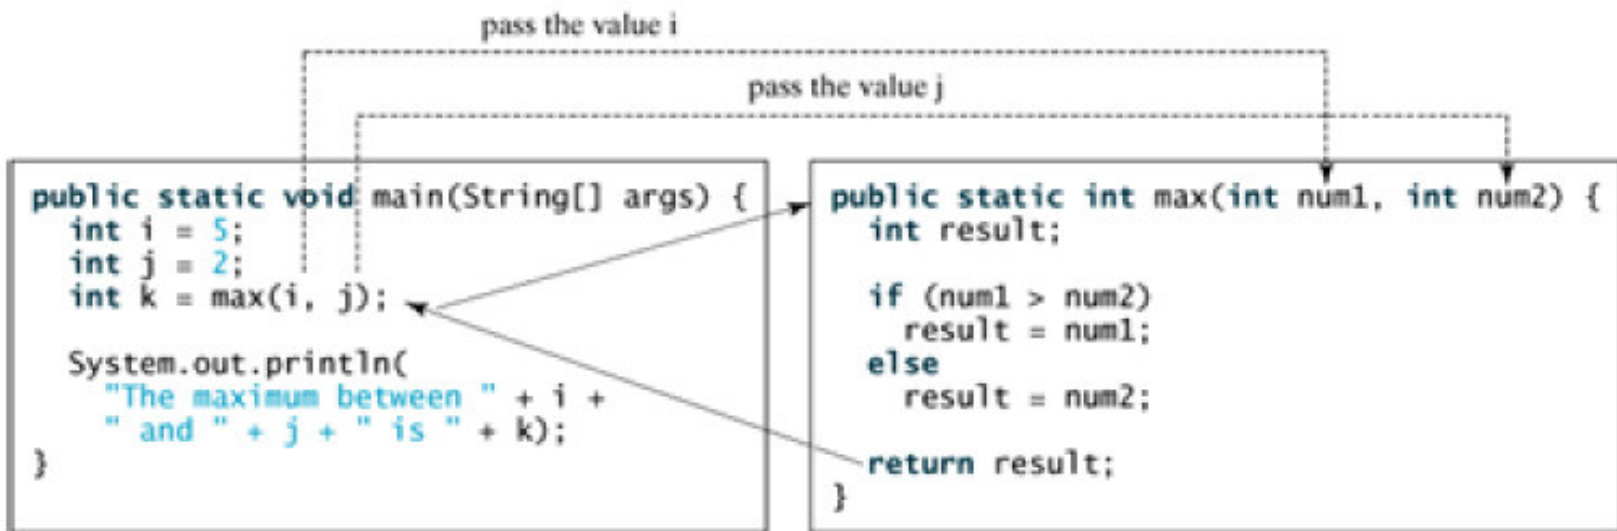 pass the value i
pass the value j
public static void main(String[] args) {
int i = 5;
int j = 2;
int k = max(i, j);
System.out.println(
"The maximum between " + i +
" and " + j + " is " + k);
}
public static int max(int num1, int num2) {
int result;
if (num1 > num2)
result = num1;
else
result = num2;
return result;
}